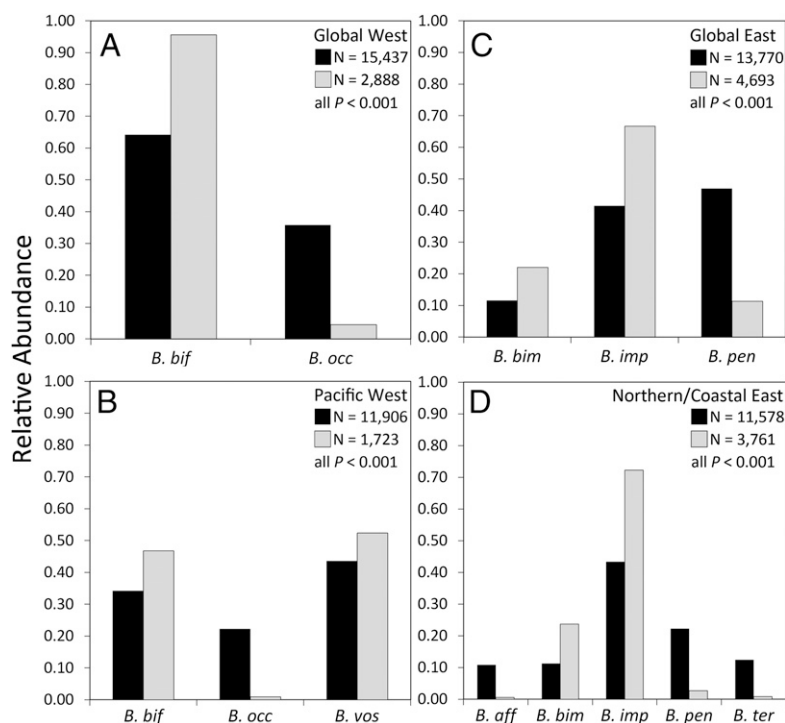 Relative Abundance
A
Global West
N = 15,437
N = 2,888
all P < 0.001
1.00
0.90
0.80
0.70
0.60
0.50
0.40
0.30
0.20
0.10
0.00
B. bif B. occ
C
Global East
N = 13,770
N = 4,693
all P < 0.001
1.00
0.90
0.80
0.70
0.60
0.50
0.40
0.30
0.20
0.10
0.00
B. bim B. imp B. pen
B
Pacific West
N = 11,906
N = 1,723
all P < 0.001
1.00
0.90
0.80
0.70
0.60
0.50
0.40
0.30
0.20
0.10
0.00
B. bif B. occ B. vos
D
Northern/Coastal East
N = 11,578
N = 3,761
all P < 0.001
1.00
0.90
0.80
0.70
0.60
0.50
0.40
0.30
0.20
0.10
0.00
B. aff B. bim B. imp B. pen B. ter